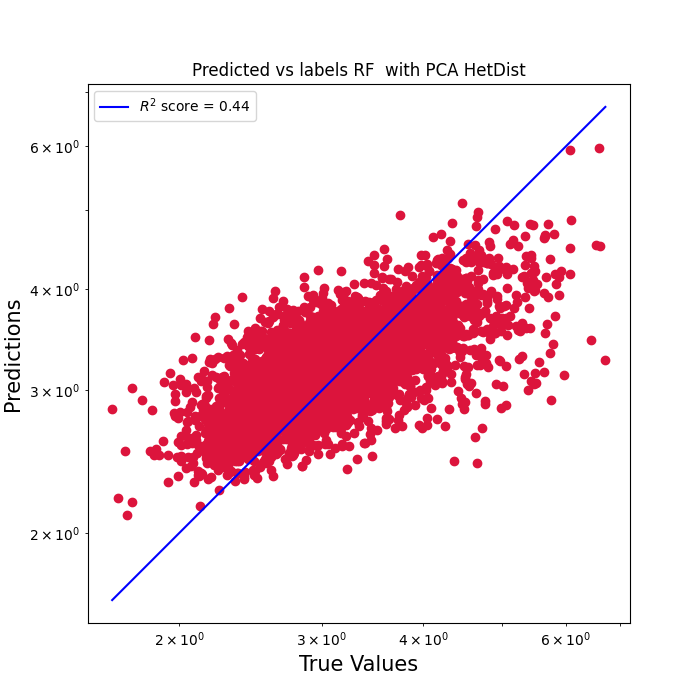 Predicted vs labels RF  with PCA HetDist
R² score = 0.44
Predictions
6 × 10⁰
4 × 10⁰
3 × 10⁰
2 × 10⁰
2 × 10⁰
3 × 10⁰
4 × 10⁰
6 × 10⁰
True Values